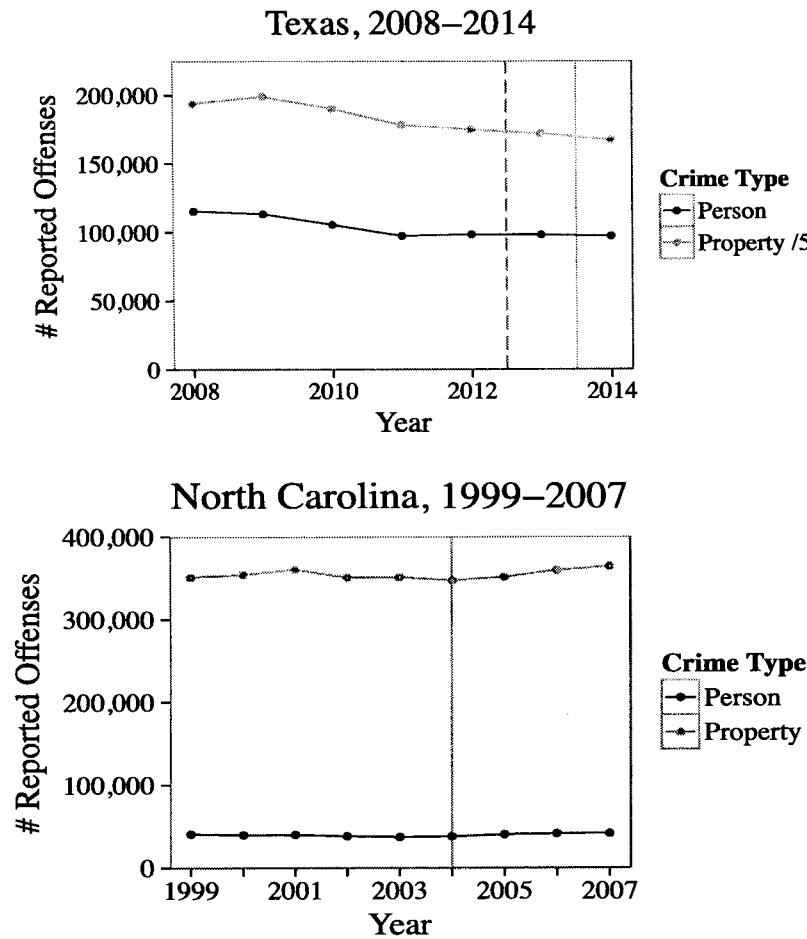 Texas, 2008–2014
# Reported Offenses
200,000
150,000
100,000
50,000
0
2008
2010
2012
2014
Year
Crime Type
Person
Property /5
North Carolina, 1999–2007
# Reported Offenses
400,000
300,000
200,000
100,000
0
1999
2001
2003
2005
2007
Year
Crime Type
Person
Property